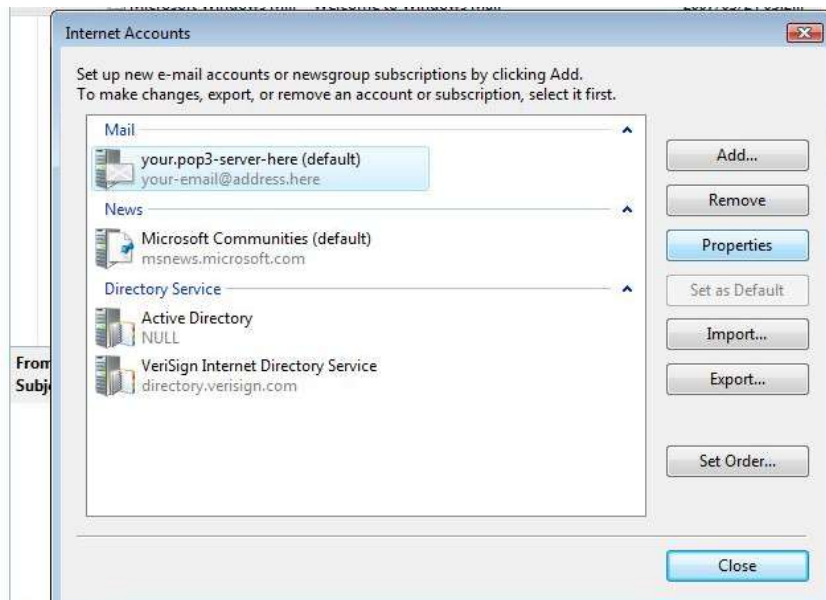 Internet Accounts
Set up new e-mail accounts or newsgroup subscriptions by clicking Add.
To make changes, export, or remove an account or subscription, select it first.
Mail
your.pop3-server-here (default)
your-email@address.here
News
Microsoft Communities (default)
msnews.microsoft.com
Directory Service
Active Directory
NULL
VeriSign Internet Directory Service
directory.verisign.com
Add...
Remove
Properties
Set as Default
Import...
Export...
Set Order...
Close
From